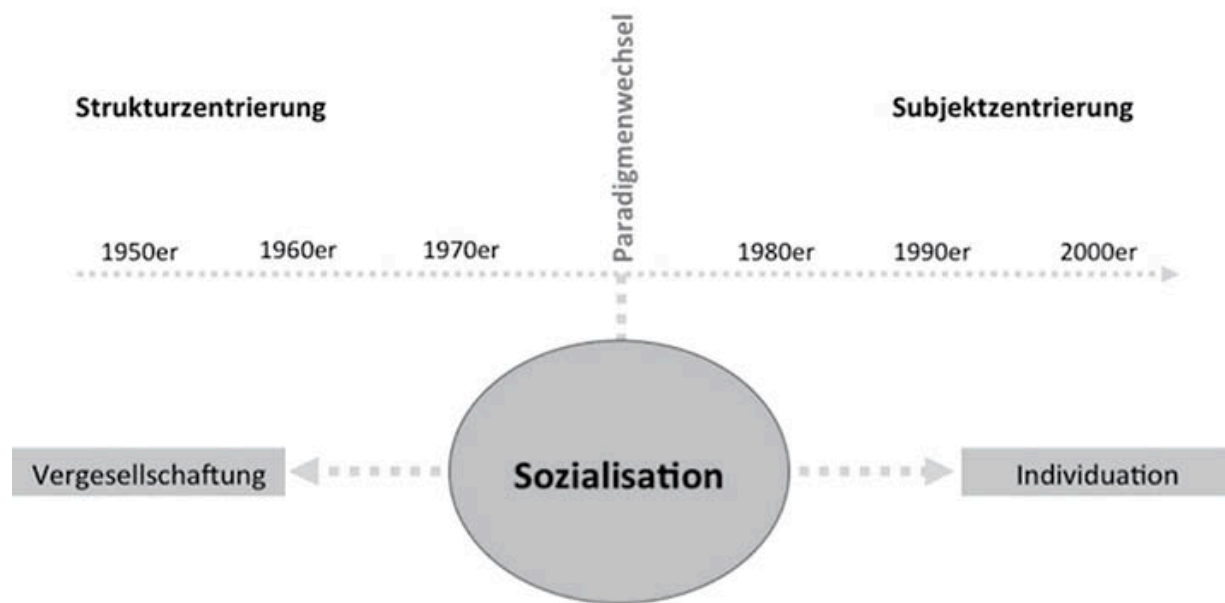 Paradigmenwechsel
Strukturzentrierung
Subjektzentrierung
1950er
1960er
1970er
1980er
1990er
2000er
Vergesellschaftung
Sozialisation
Individuation